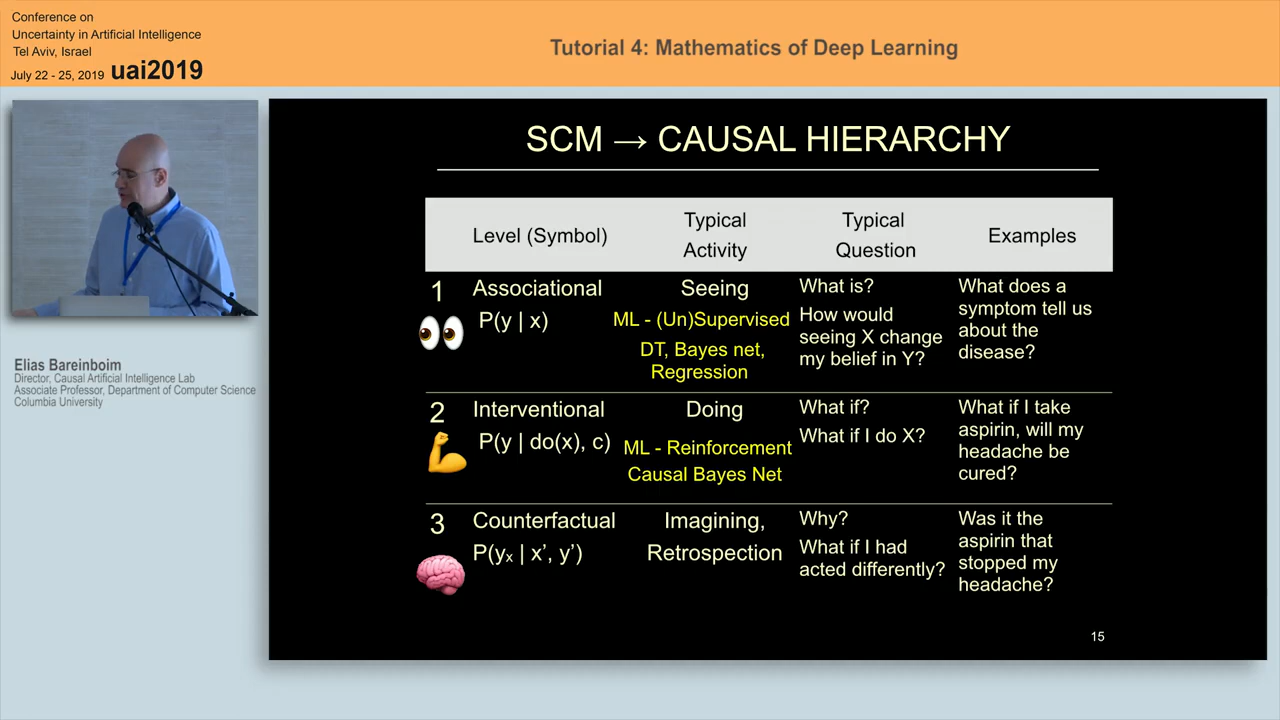 Conference on
Uncertainty in Artificial Intelligence
Tel Aviv, Israel
July 22 - 25, 2019 uai2019
Tutorial 4: Mathematics of Deep Learning
Elias Bareinboim
Director, Causal Artificial Intelligence Lab
Associate Professor, Department of Computer Science
Columbia University
SCM → CAUSAL HIERARCHY
Level (Symbol)
Typical
Activity
Typical
Question
Examples
1
Associational
P(y | x)
Seeing
ML - (Un)Supervised
DT, Bayes net,
Regression
What is?
How would
seeing X change
my belief in Y?
What does a
symptom tell us
about the
disease?
2
Interventional
P(y | do(x), c)
Doing
ML - Reinforcement
Causal Bayes Net
What if?
What if I do X?
What if I take
aspirin, will my
headache be
cured?
3
Counterfactual
P(yₓ | x’, y’)
Imagining,
Retrospection
Why?
What if I had
acted differently?
Was it the
aspirin that
stopped my
headache?
15